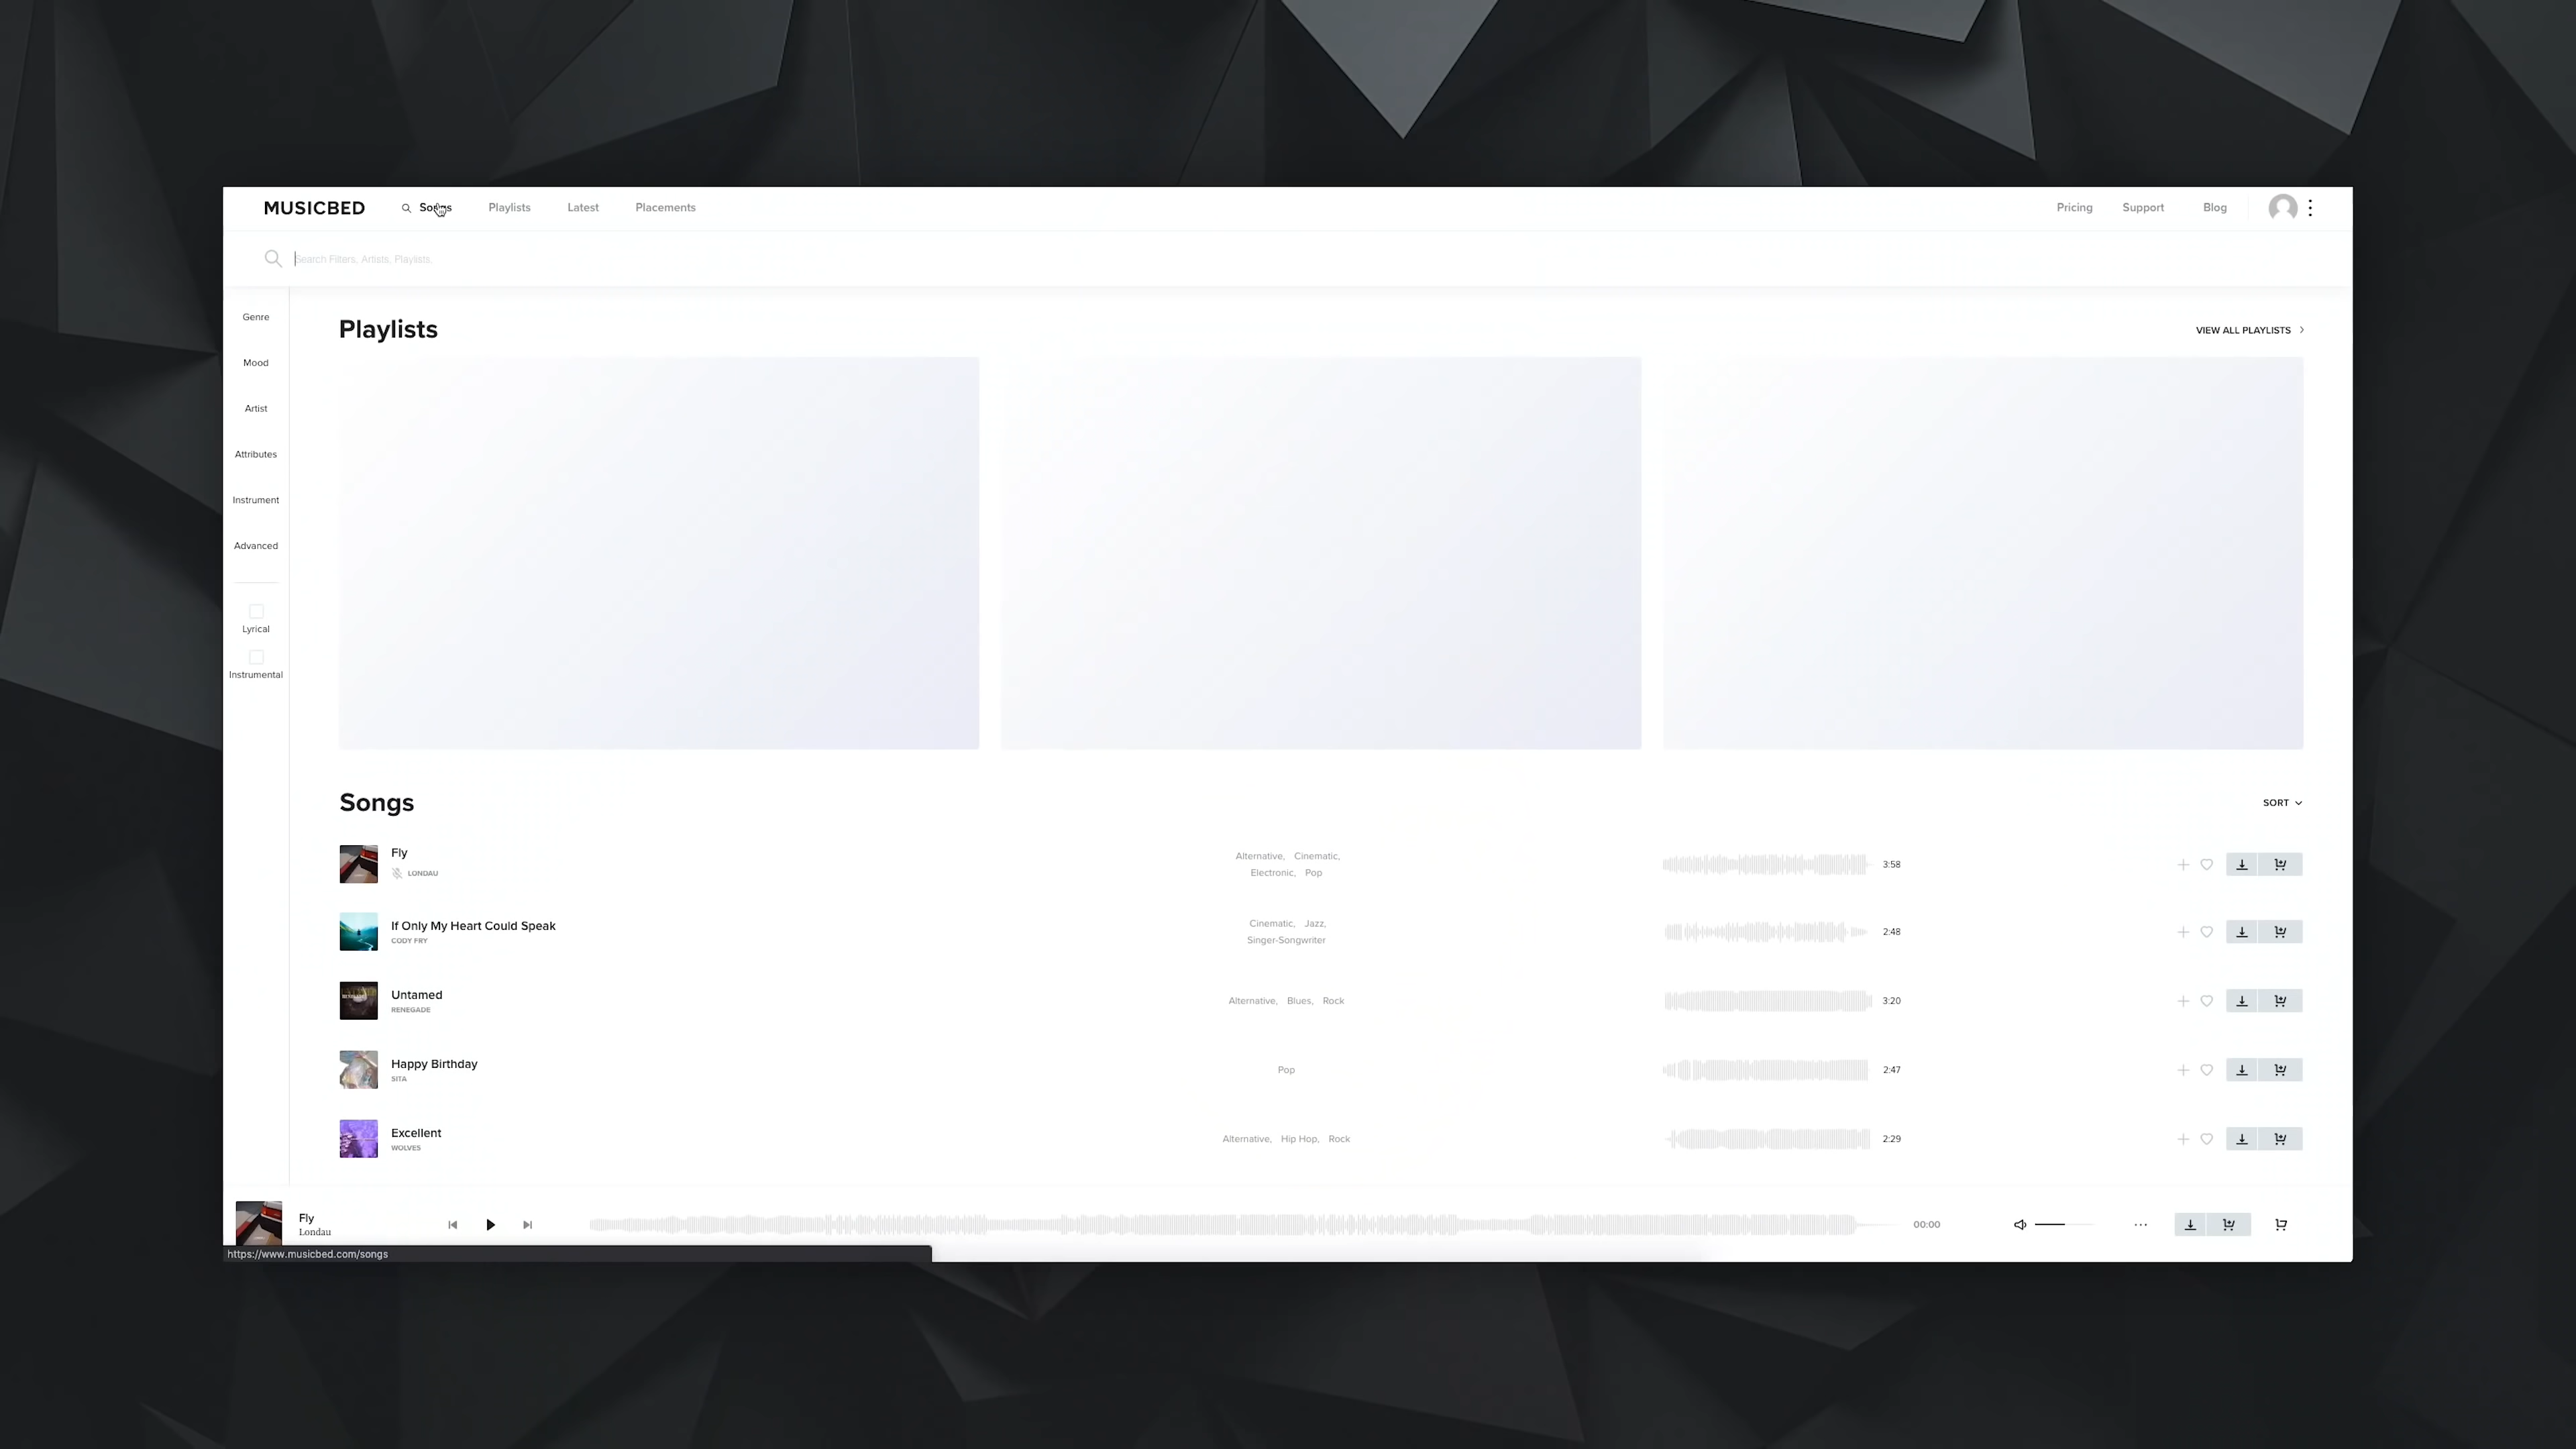 MUSICBED
Songs
Playlists
Latest
Placements
Pricing
Support
Blog
Search Filters, Artists, Playlists,
Genre
Mood
Artist
Attributes
Instrument
Advanced
Lyrical
Instrumental
Playlists
VIEW ALL PLAYLISTS
Songs
SORT
Fly
LONDAU
Alternative, Cinematic,
Electronic, Pop
3:58
If Only My Heart Could Speak
CODY FRY
Cinematic, Jazz,
Singer-Songwriter
2:48
Untamed
RENEGADE
Alternative, Blues, Rock
3:20
Happy Birthday
SITA
Pop
2:47
Excellent
WOLVES
Alternative, Hip Hop, Rock
2:29
Fly
Londau
00:00
https://www.musicbed.com/songs